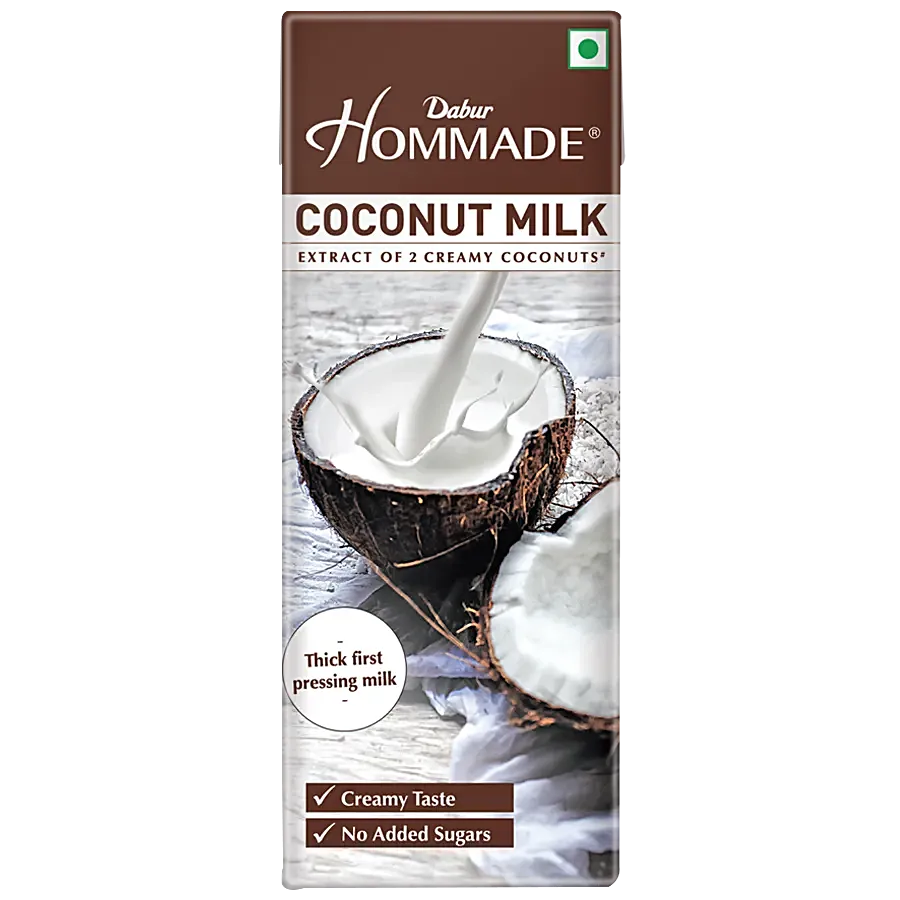 Dabur
HOMMADE®
COCONUT MILK
EXTRACT OF 2 CREAMY COCONUTS#
Thick first
pressing milk
✓ Creamy Taste
✓ No Added Sugars